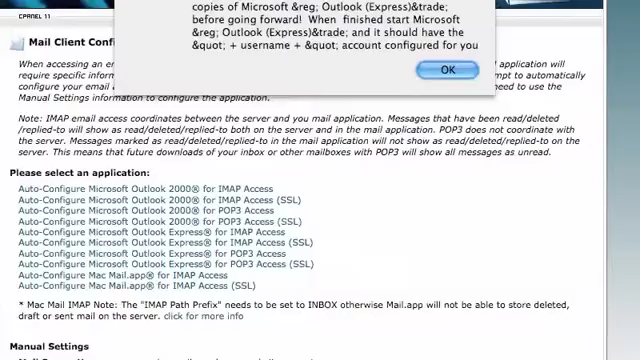 copies of Microsoft &reg; Outlook (Express)&trade;
before going forward! When finished start Microsoft
&reg; Outlook (Express)&trade; and it should have the
&quot; + username + &quot; account configured for you
OK
CPANEL 11
Mail Client Confi
When accessing an e
application will
require specific inform
mpt to automatically
configure your email a
need to use the
Manual Settings information to configure the application.
Note: IMAP email access coordinates between the server and you mail application. Messages that have been read/deleted
/replied-to will show as read/deleted/replied-to both on the server and in the mail application. POP3 does not coordinate with
the server. Messages marked as read/deleted/replied-to in the mail application will not show as read/deleted/replied-to on the
server. This means that future downloads of your inbox or other mailboxes with POP3 will show all messages as unread.
Please select an application:
Auto-Configure Microsoft Outlook 2000® for IMAP Access
Auto-Configure Microsoft Outlook 2000® for IMAP Access (SSL)
Auto-Configure Microsoft Outlook 2000® for POP3 Access
Auto-Configure Microsoft Outlook 2000® for POP3 Access (SSL)
Auto-Configure Microsoft Outlook Express® for IMAP Access
Auto-Configure Microsoft Outlook Express® for IMAP Access (SSL)
Auto-Configure Microsoft Outlook Express® for POP3 Access
Auto-Configure Microsoft Outlook Express® for POP3 Access (SSL)
Auto-Configure Mac Mail.app® for IMAP Access
Auto-Configure Mac Mail.app® for IMAP Access (SSL)
* Mac Mail IMAP Note: The "IMAP Path Prefix" needs to be set to INBOX otherwise Mail.app will not be able to store deleted,
draft or sent mail on the server. click for more info
Manual Settings